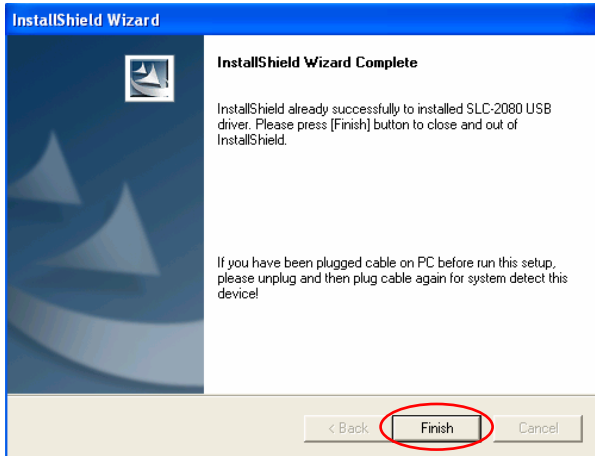 InstallShield Wizard
InstallShield Wizard Complete
InstallShield already successfully to installed SLC-2080 USB
driver. Please press [Finish] button to close and out of
InstallShield.
If you have been plugged cable on PC before run this setup,
please unplug and then plug cable again for system detect this
device!
< Back Finish Cancel